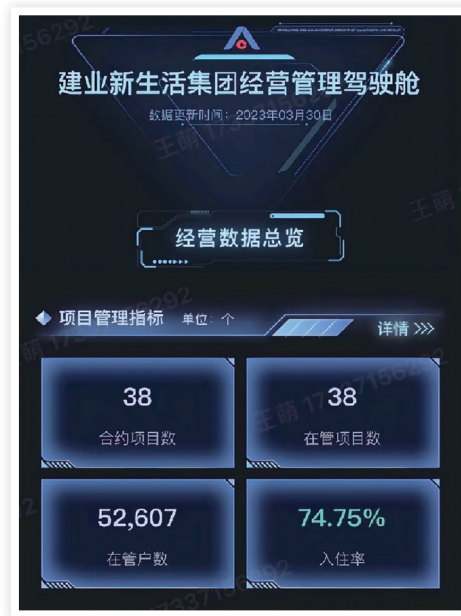 建业新生活集团经营管理驾驶舱
数据更新时间：2023年03月30日
经营数据总览
项目管理指标 单位：个 详情 >>>
38 38
合约项目数 在管项目数
52,607 74.75%
在管户数 入住率
王萌 17337156292